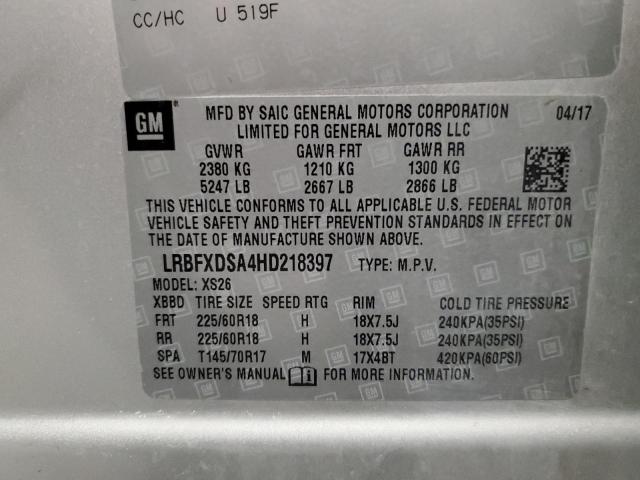 CC/HC U 519F
GM
MFD BY SAIC GENERAL MOTORS CORPORATION 04/17
LIMITED FOR GENERAL MOTORS LLC
GVWR GAWR FRT GAWR RR
2380 KG 1210 KG 1300 KG
5247 LB 2667 LB 2866 LB
THIS VEHICLE CONFORMS TO ALL APPLICABLE U.S. FEDERAL MOTOR
VEHICLE SAFETY AND THEFT PREVENTION STANDARDS IN EFFECT ON
THE DATE OF MANUFACTURE SHOWN ABOVE.
LRBFXDSA4HD218397 TYPE: M.P.V.
MODEL: XS26
XBBD TIRE SIZE SPEED RTG RIM COLD TIRE PRESSURE
FRT 225/60R18 H 18X7.5J 240KPA(35PSI)
RR 225/60R18 H 18X7.5J 240KPA(35PSI)
SPA T145/70R17 M 17X4BT 420KPA(60PSI)
SEE OWNER'S MANUAL FOR MORE INFORMATION.